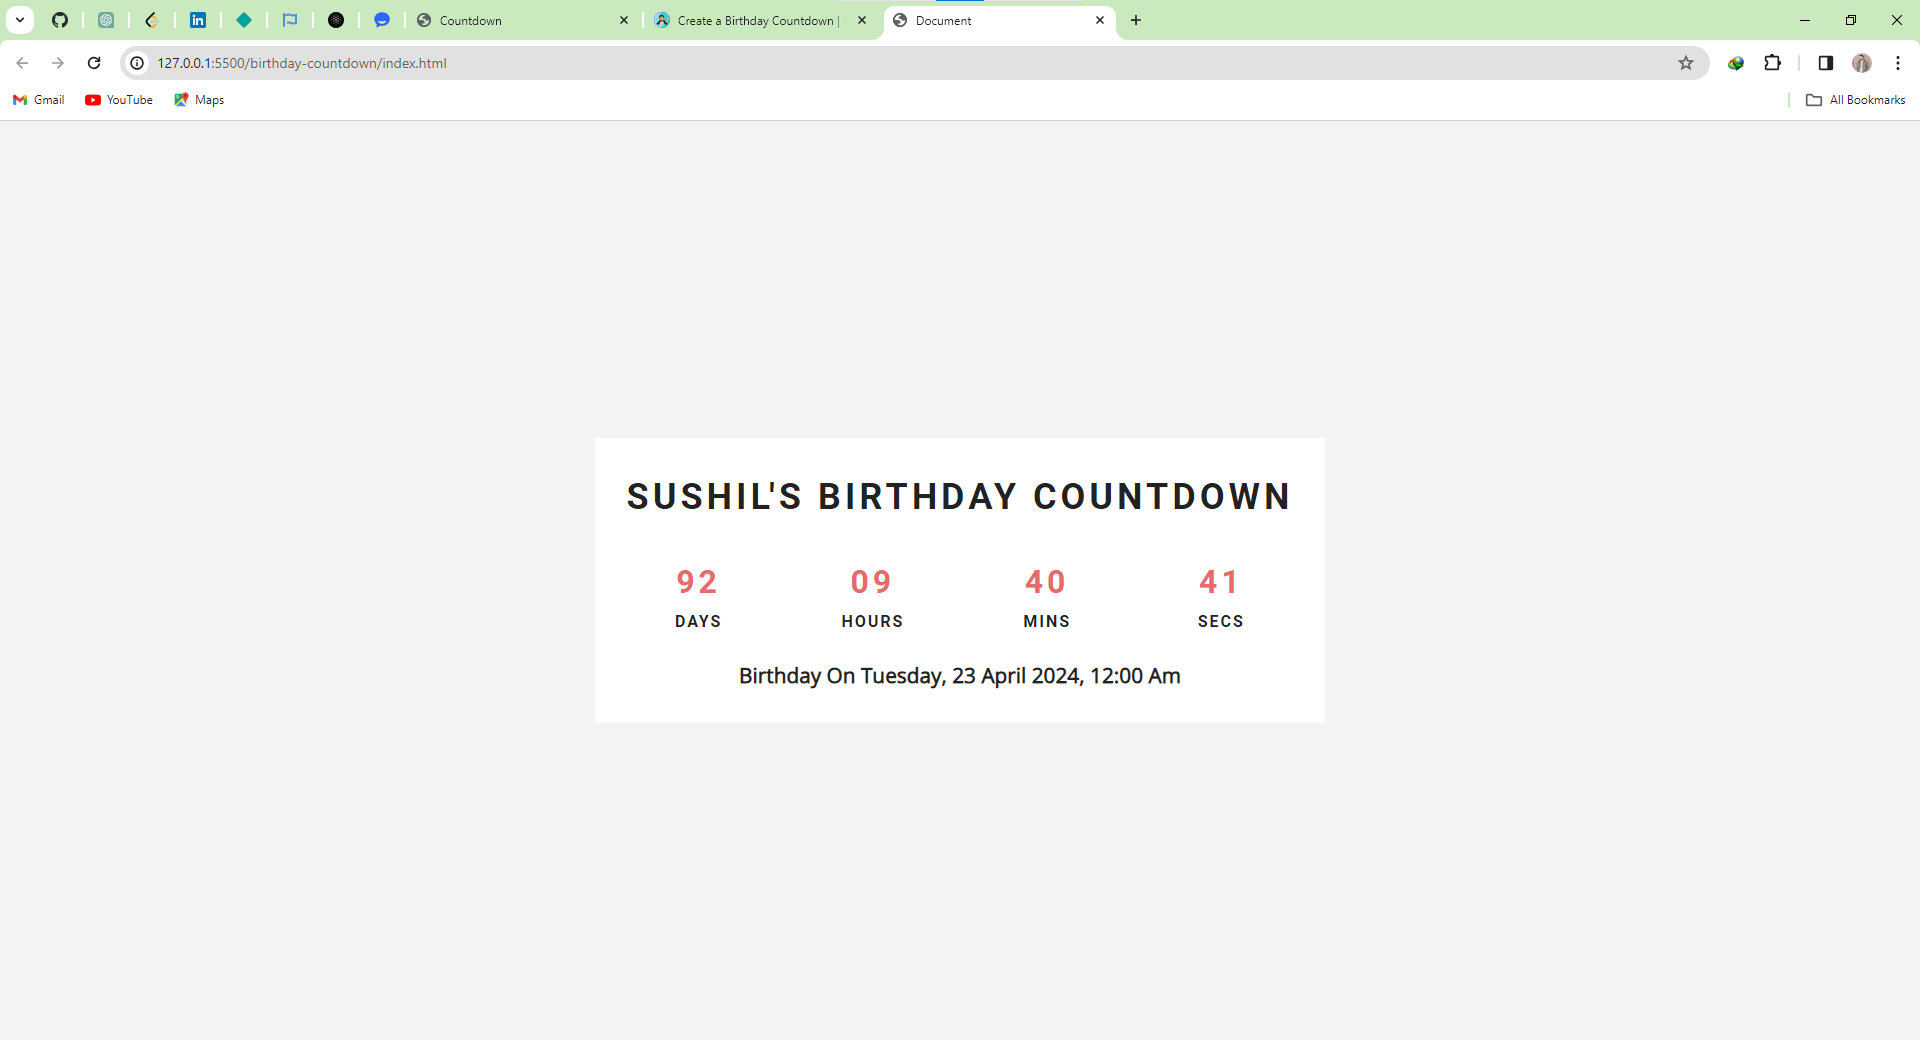 Countdown
Create a Birthday Countdown |
Document
127.0.0.1:5500/birthday-countdown/index.html
Gmail
YouTube
Maps
All Bookmarks
SUSHIL'S BIRTHDAY COUNTDOWN
92 09 40 41
DAYS HOURS MINS SECS
Birthday On Tuesday, 23 April 2024, 12:00 Am